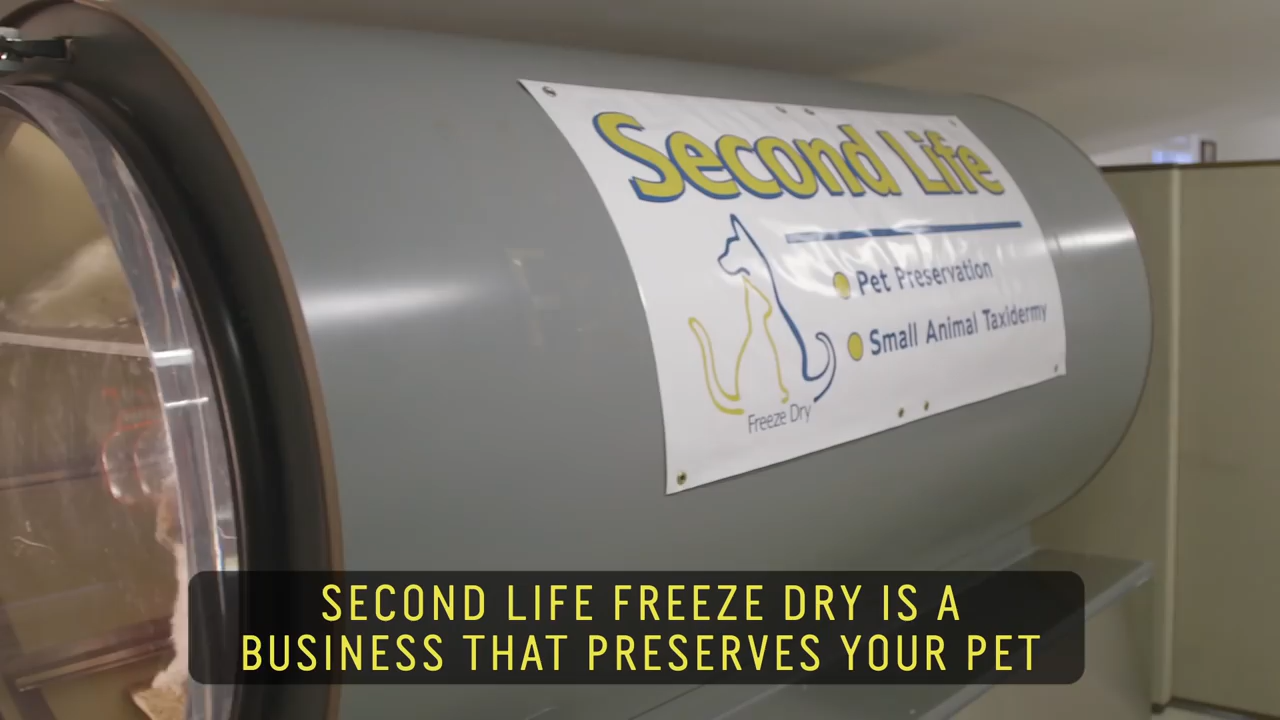 Second Life
Pet Preservation
Small Animal Taxidermy
Freeze Dry
SECOND LIFE FREEZE DRY IS A
BUSINESS THAT PRESERVES YOUR PET